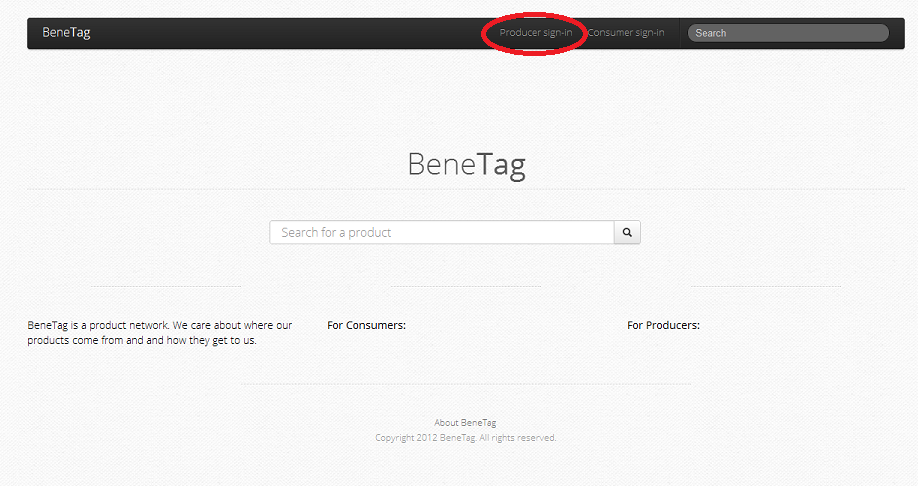 BeneTag Producer sign-in Consumer sign-in Search
BeneTag
Search for a product
BeneTag is a product network. We care about where our
products come from and and how they get to us.
For Consumers:
For Producers:
About BeneTag
Copyright 2012 BeneTag. All rights reserved.